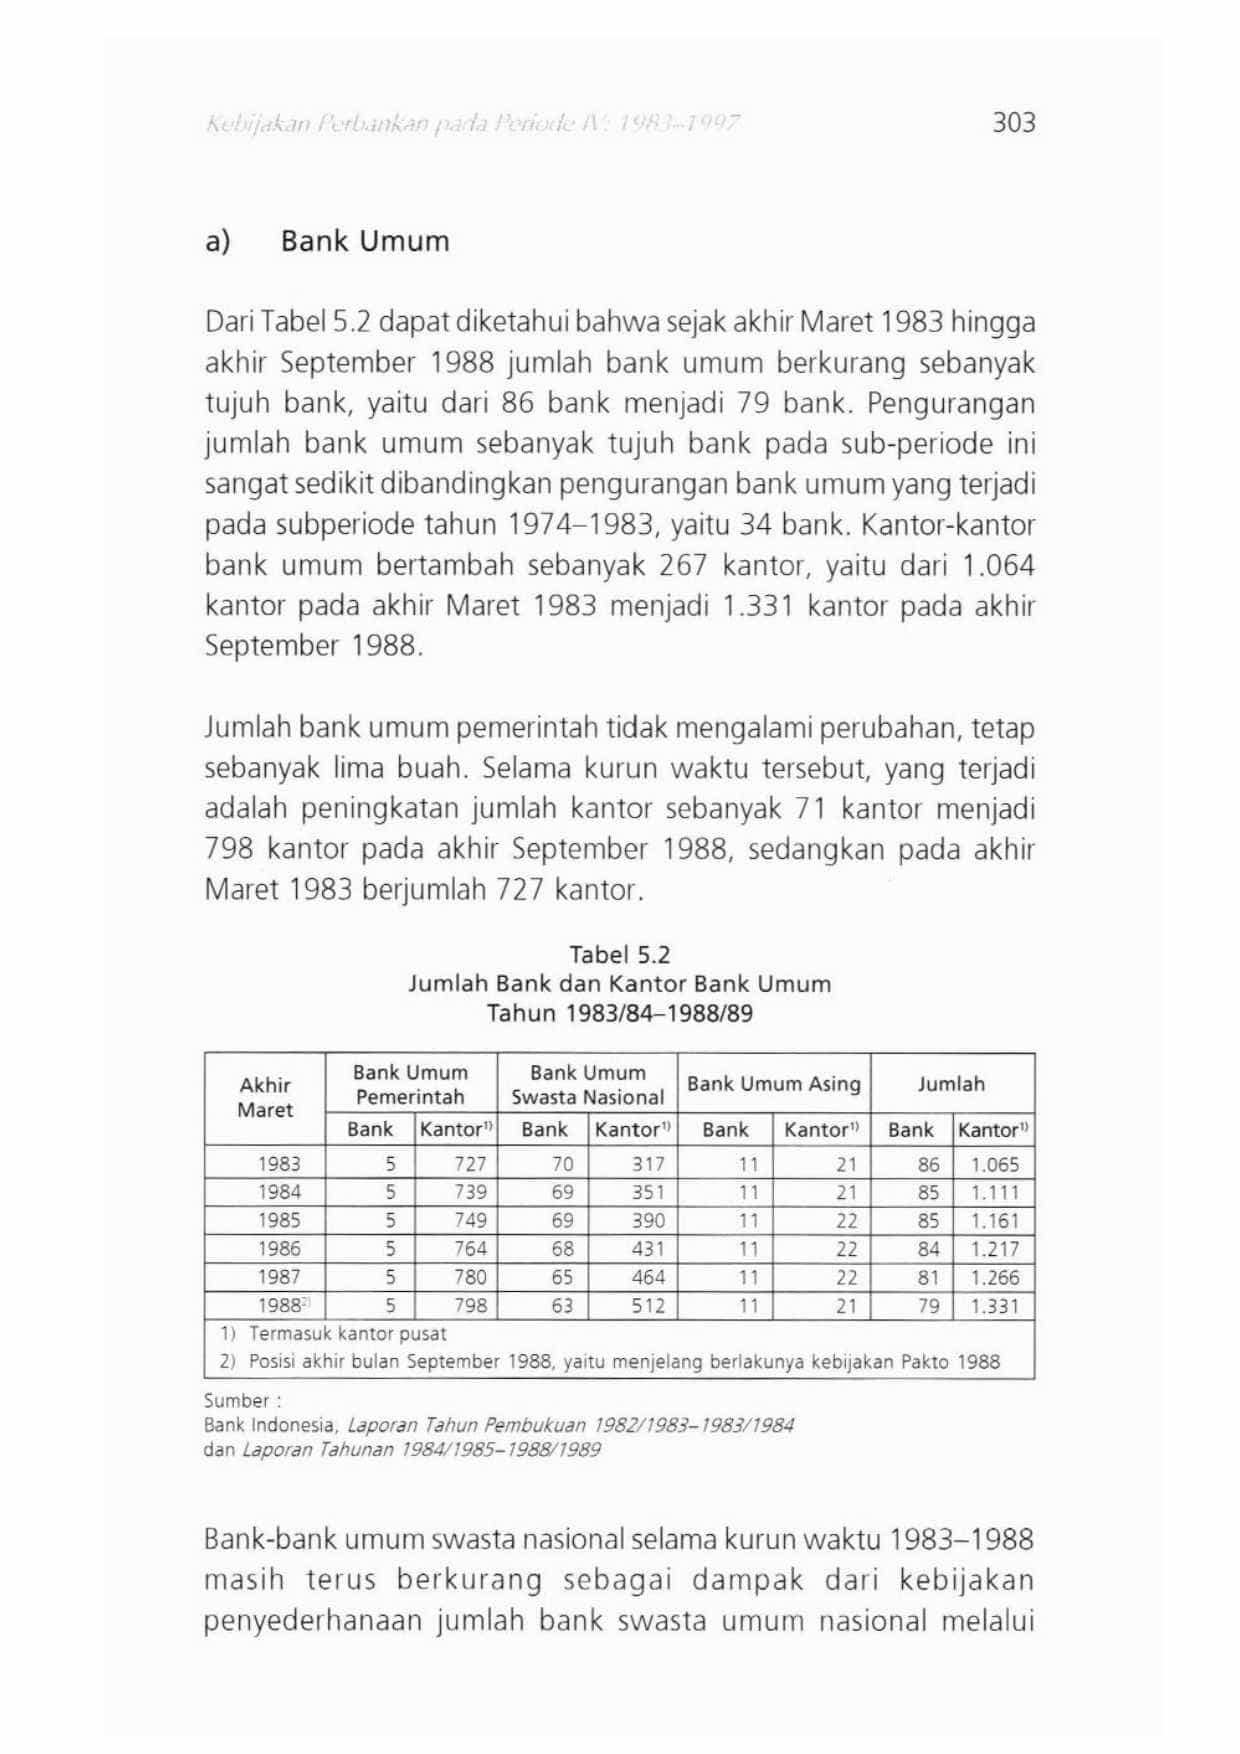 Kebijakan Perbankan pada Periode IV: 1983–1997 303
a) Bank Umum
Dari Tabel 5.2 dapat diketahui bahwa sejak akhir Maret 1983 hingga
akhir September 1988 jumlah bank umum berkurang sebanyak
tujuh bank, yaitu dari 86 bank menjadi 79 bank. Pengurangan
jumlah bank umum sebanyak tujuh bank pada sub-periode ini
sangat sedikit dibandingkan pengurangan bank umum yang terjadi
pada subperiode tahun 1974–1983, yaitu 34 bank. Kantor-kantor
bank umum bertambah sebanyak 267 kantor, yaitu dari 1.064
kantor pada akhir Maret 1983 menjadi 1.331 kantor pada akhir
September 1988.
Jumlah bank umum pemerintah tidak mengalami perubahan, tetap
sebanyak lima buah. Selama kurun waktu tersebut, yang terjadi
adalah peningkatan jumlah kantor sebanyak 71 kantor menjadi
798 kantor pada akhir September 1988, sedangkan pada akhir
Maret 1983 berjumlah 727 kantor.
Tabel 5.2
Jumlah Bank dan Kantor Bank Umum
Tahun 1983/84–1988/89
Akhir Maret Bank Umum Pemerintah Bank Umum Swasta Nasional Bank Umum Asing Jumlah
Bank Kantor1) Bank Kantor1) Bank Kantor1) Bank Kantor1)
1983 5 727 70 317 11 21 86 1.065
1984 5 739 69 351 11 21 85 1.111
1985 5 749 69 390 11 22 85 1.161
1986 5 764 68 431 11 22 84 1.217
1987 5 780 65 464 11 22 81 1.266
19882) 5 798 63 512 11 21 79 1.331
1) Termasuk kantor pusat
2) Posisi akhir bulan September 1988, yaitu menjelang berlakunya kebijakan Pakto 1988
Sumber :
Bank Indonesia, Laporan Tahun Pembukuan 1982/1983–1983/1984
dan Laporan Tahunan 1984/1985–1988/1989
Bank-bank umum swasta nasional selama kurun waktu 1983–1988
masih terus berkurang sebagai dampak dari kebijakan
penyederhanaan jumlah bank swasta umum nasional melalui